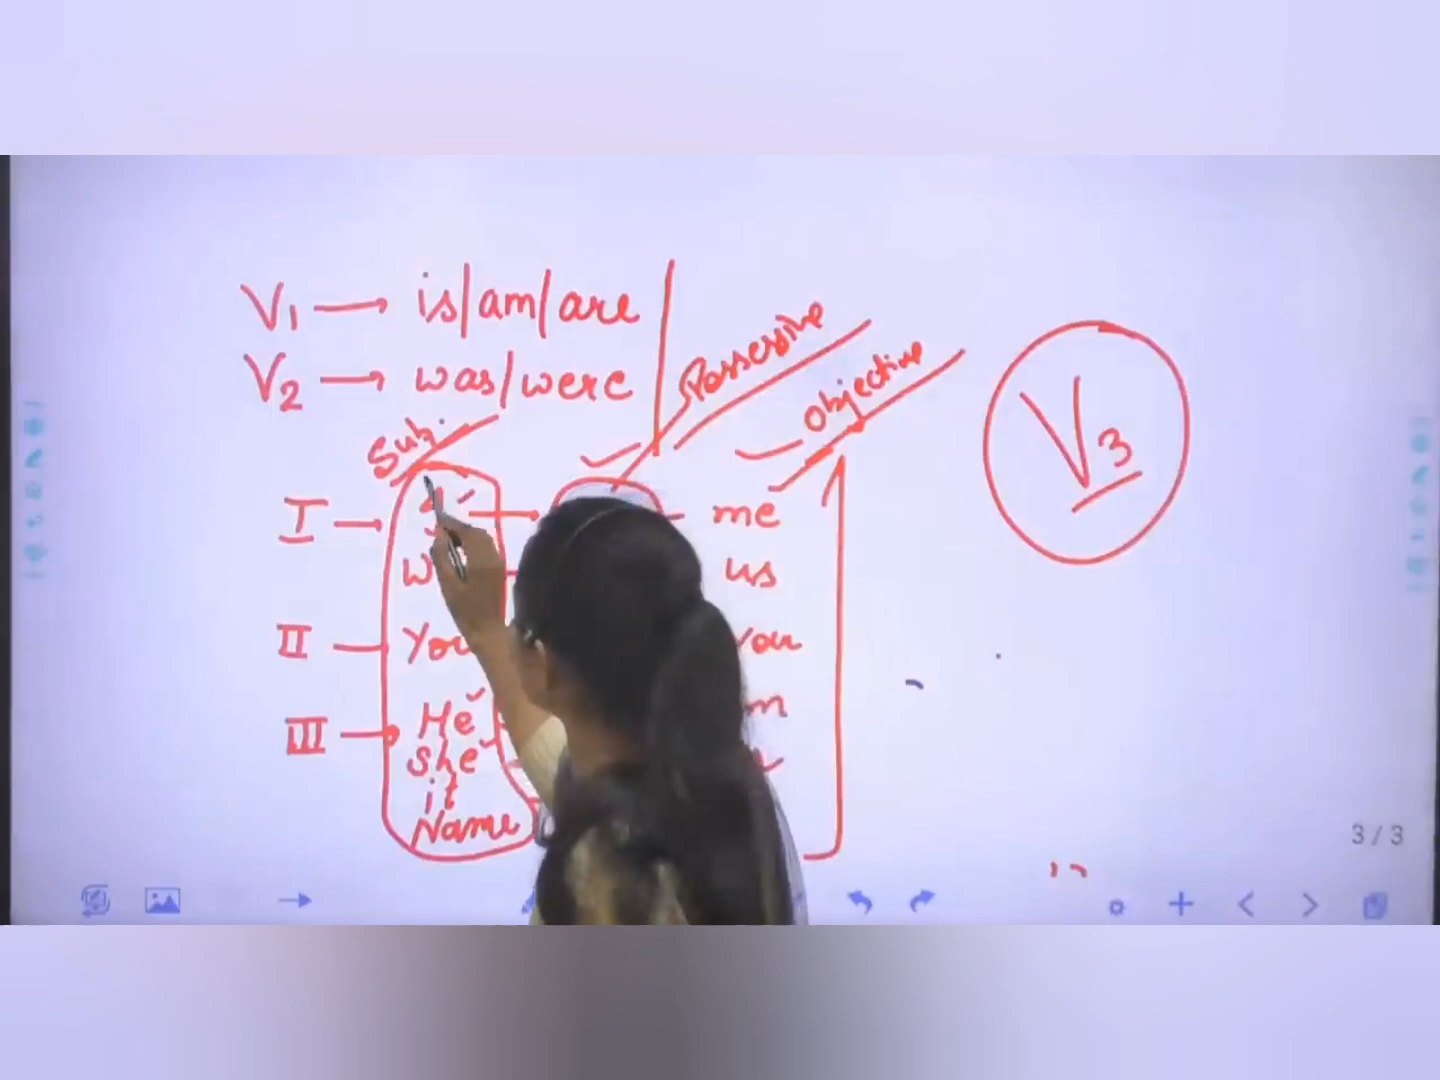 V1 → is/am/are
V2 → was/were
Possessive
Objective
Sub.
V3
I → me
us
II — You
III — He
she
it
Name
3 / 3